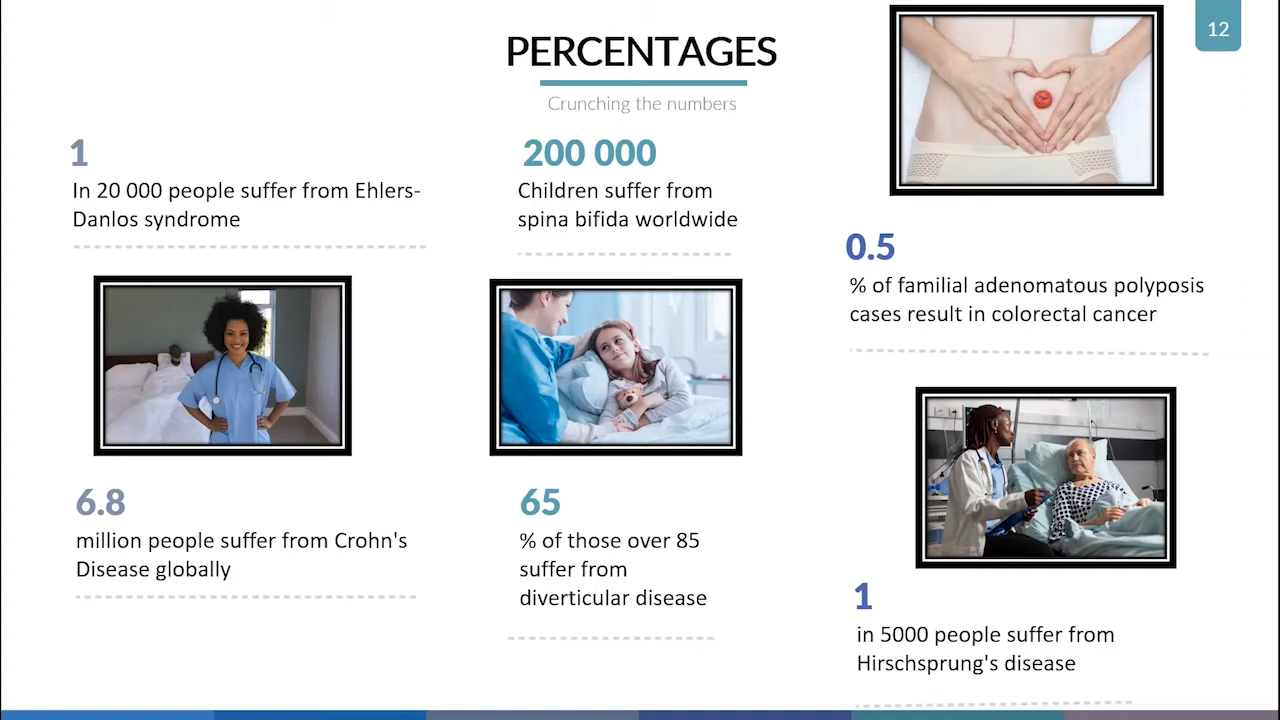 PERCENTAGES
12
Crunching the numbers
1
In 20 000 people suffer from Ehlers-
Danlos syndrome
200 000
Children suffer from
spina bifida worldwide
0.5
% of familial adenomatous polyposis
cases result in colorectal cancer
6.8
million people suffer from Crohn's
Disease globally
65
% of those over 85
suffer from
diverticular disease
1
in 5000 people suffer from
Hirschsprung's disease